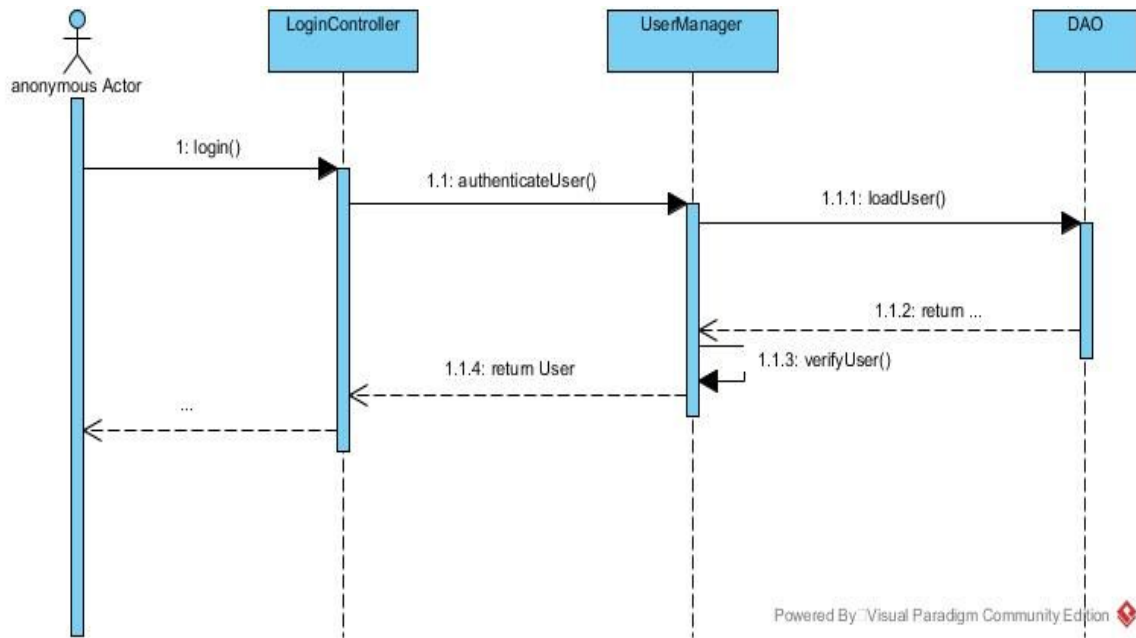 LoginController
UserManager
DAO
anonymous Actor
1: login()
1.1: authenticateUser()
1.1.1: loadUser()
1.1.2: return ...
1.1.3: verifyUser()
1.1.4: return User
...
Powered By Visual Paradigm Community Edition